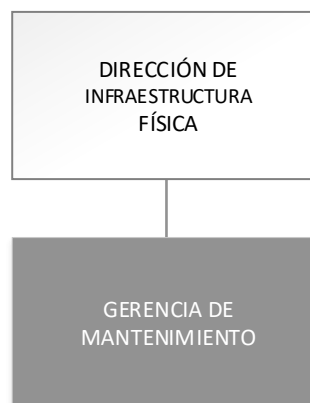 DIRECCIÓN DE
INFRAESTRUCTURA
FÍSICA
GERENCIA DE
MANTENIMIENTO